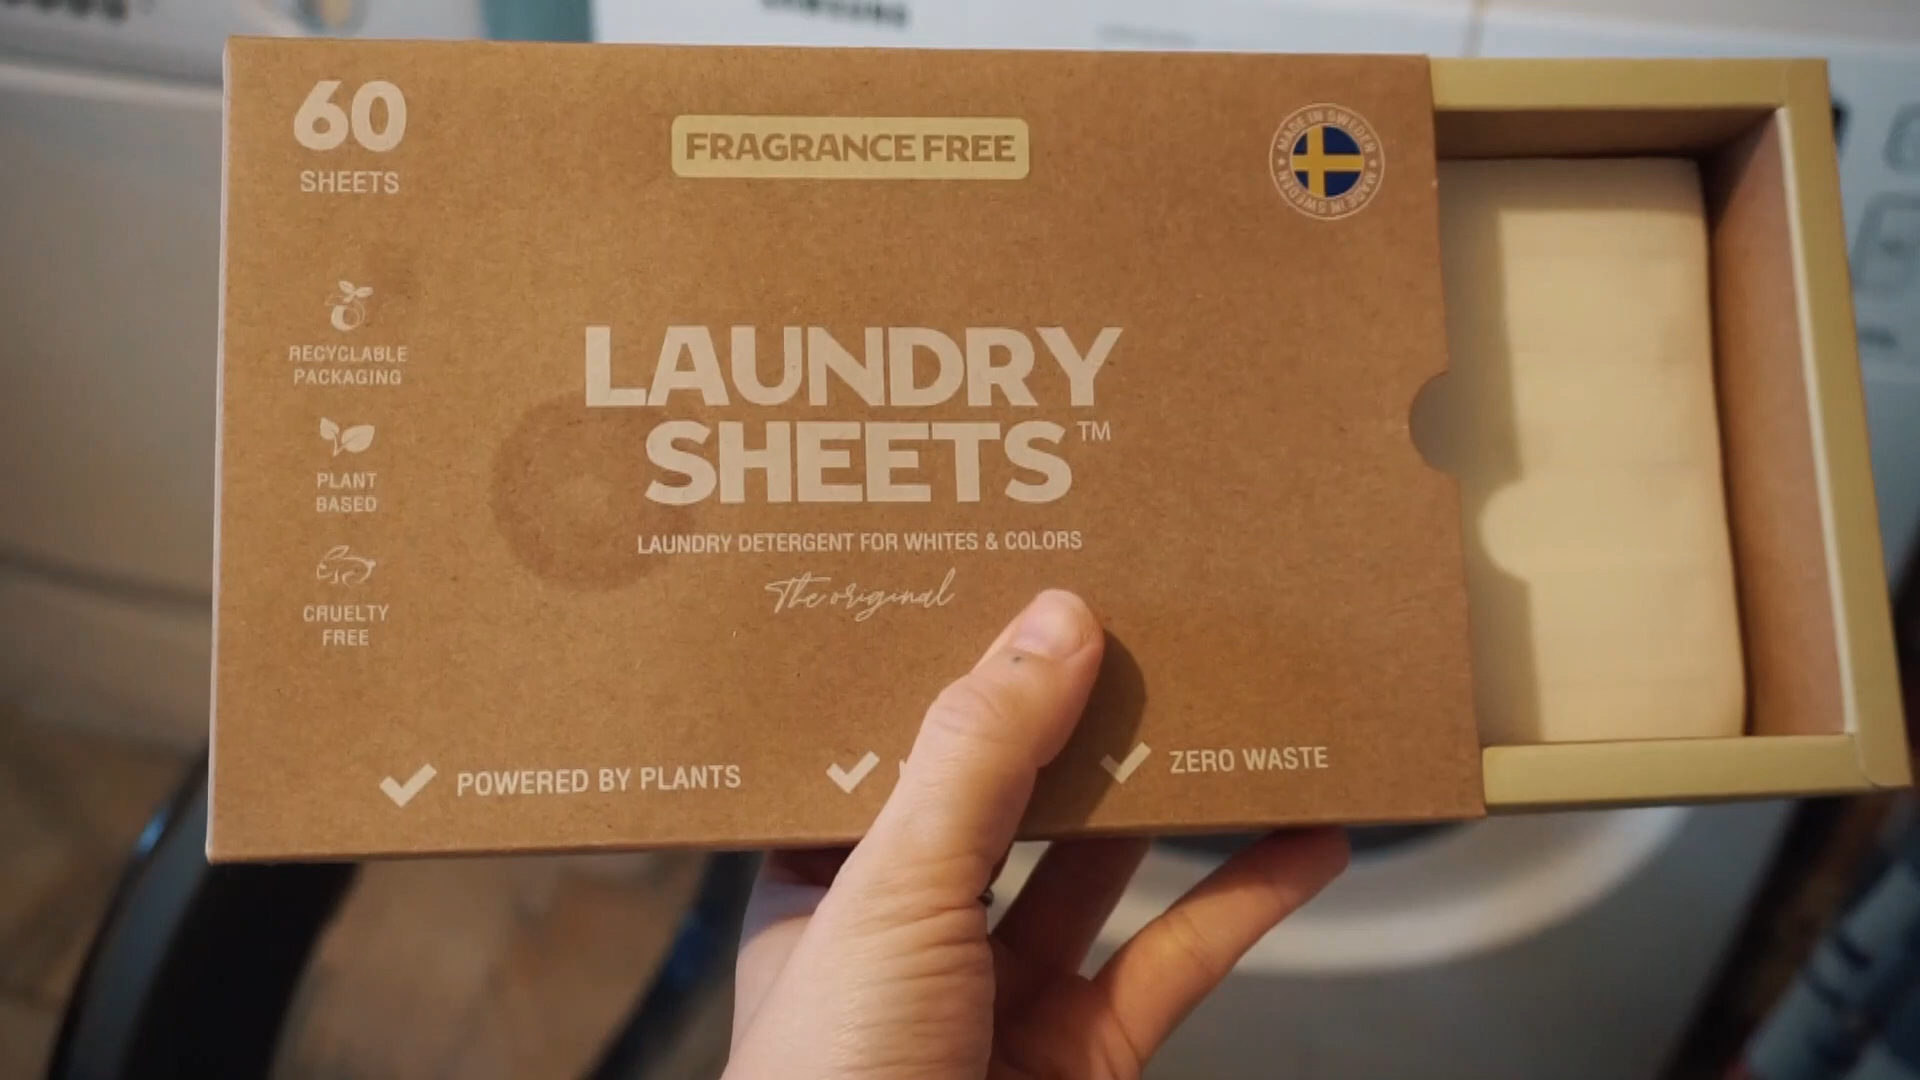 SAMSUNG
60
SHEETS
FRAGRANCE FREE
MADE IN SWEDEN ★ MADE IN SWEDEN ★
RECYCLABLE
PACKAGING
PLANT
BASED
CRUELTY
FREE
LAUNDRY
SHEETS™
LAUNDRY DETERGENT FOR WHITES & COLORS
The original
POWERED BY PLANTS
ZERO WASTE